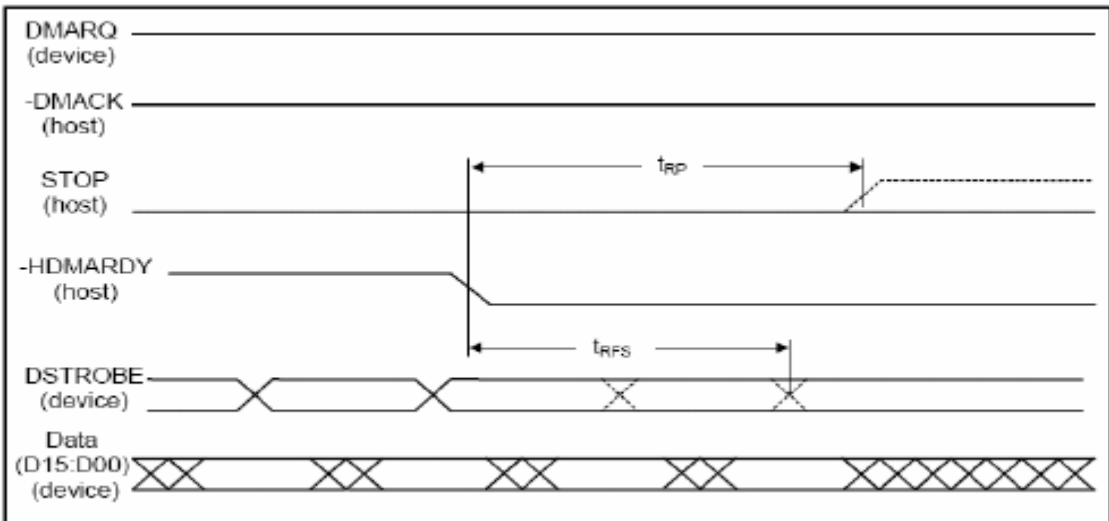 DMARQ
(device)
-DMACK
(host)
STOP
(host)
tRP
-HDMARDY
(host)
tRFS
DSTROBE
(device)
Data
(D15:D00)
(device)